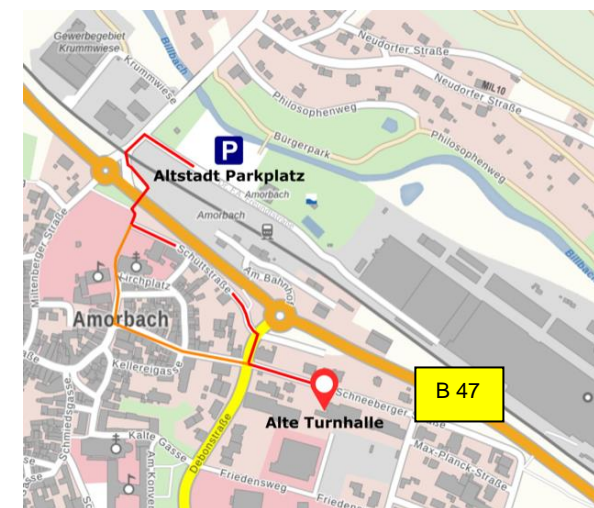 Gewerbegebiet
Krummwiese
Krummwiese
Billbach
Neudorfer Straße
Neudorfer Straße
MIL10
Philosophenweg
Philosophenweg
Bürgerpark
P
Altstadt Parkplatz
Amorbach
Amorbach
Billbach
Miltenberger Straße
Schüttstraße
Am Bahnhof
Kirchplatz
Amorbach
Kellereigasse
Schmiedsgasse
B 47
Schneeberger Straße
Alte Turnhalle
Debonstraße
Kalte Gasse
Am Konvent
Friedensweg
Friedensweg
Max-Planck-Straße